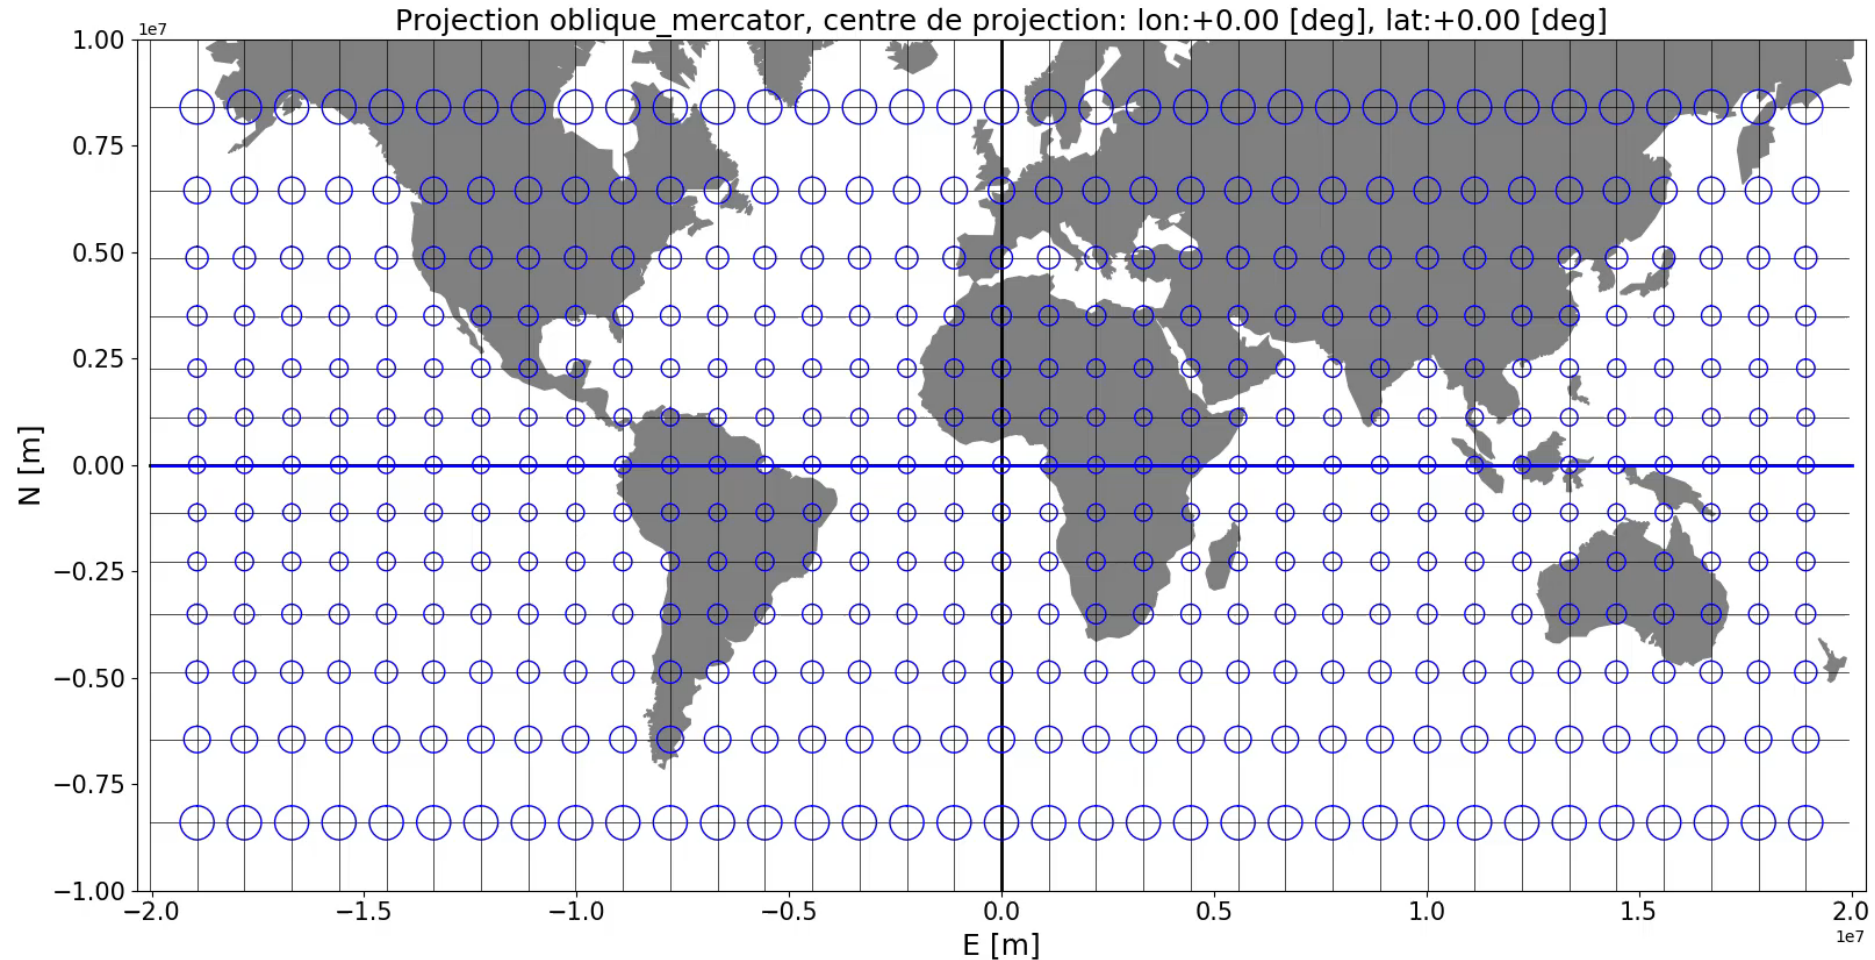 Projection oblique_mercator, centre de projection: lon:+0.00 [deg], lat:+0.00 [deg]
1e7
1.00
0.75
0.50
0.25
0.00
−0.25
−0.50
−0.75
−1.00
N [m]
−2.0 −1.5 −1.0 −0.5 0.0 0.5 1.0 1.5 2.0
1e7
E [m]